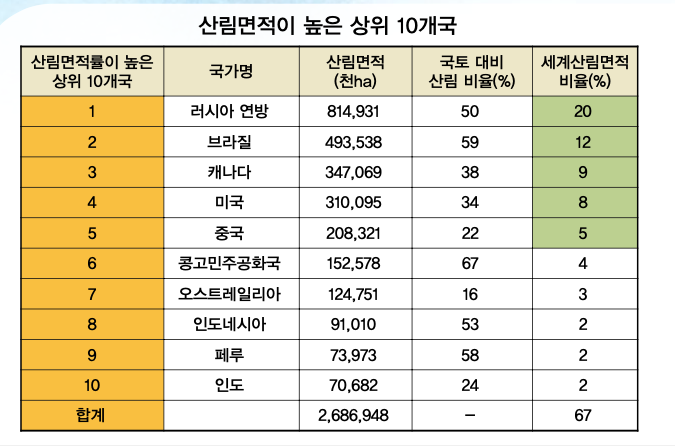 산림면적이 높은 상위 10개국
산림면적률이 높은 상위 10개국 국가명 산림면적 (천ha) 국토 대비 산림 비율(%) 세계산림면적 비율(%)
1 러시아 연방 814,931 50 20
2 브라질 493,538 59 12
3 캐나다 347,069 38 9
4 미국 310,095 34 8
5 중국 208,321 22 5
6 콩고민주공화국 152,578 67 4
7 오스트레일리아 124,751 16 3
8 인도네시아 91,010 53 2
9 페루 73,973 58 2
10 인도 70,682 24 2
합계 2,686,948 – 67